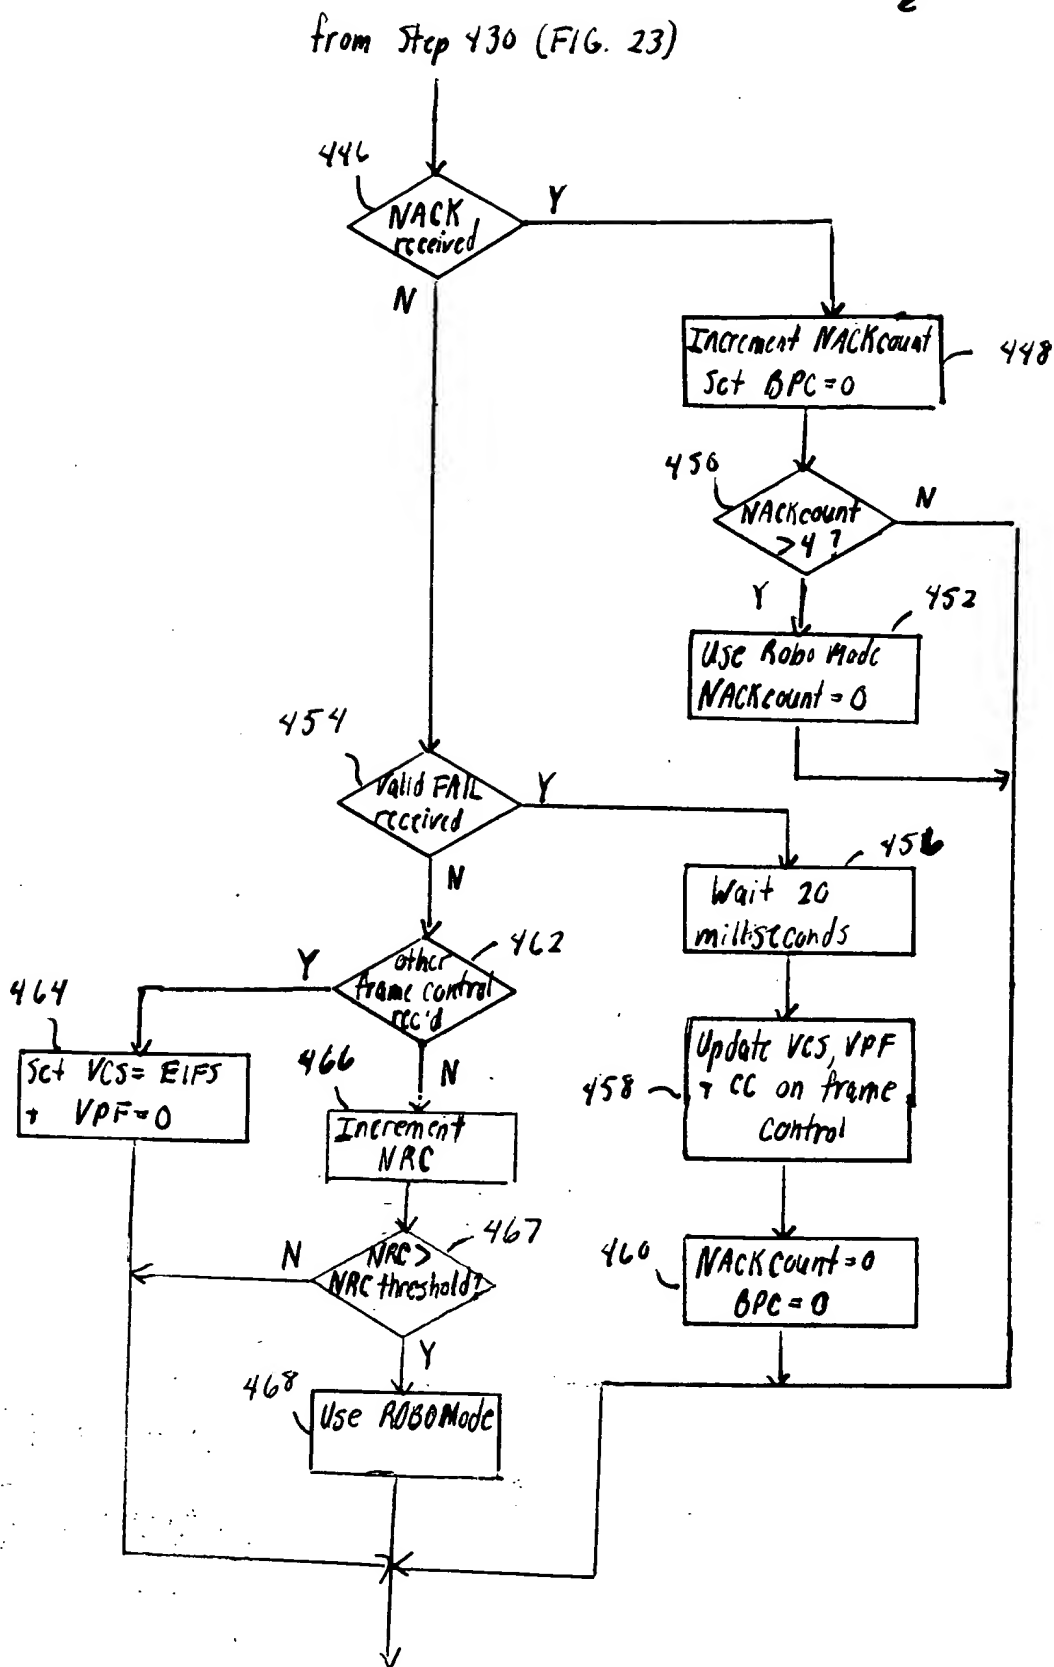 from Step 430 (FIG. 23)
446
NACK
received
Y
N
Increment NACKcount
Set BPC=0
448
450
NACKcount
>4?
N
Y
452
Use Robo Mode
NACKcount=0
454
Valid FAIL
received
Y
N
456
Wait 20
milliseconds
462
other
frame control
rec'd
Y
N
464
Set VCS=EIFS
+ VPF=0
458
Update VCS, VPF
+ CC on frame
control
466
Increment
NRC
467
NRC>
NRC threshold?
N
Y
460
NACKCount=0
BPC=0
468
Use ROBOMode